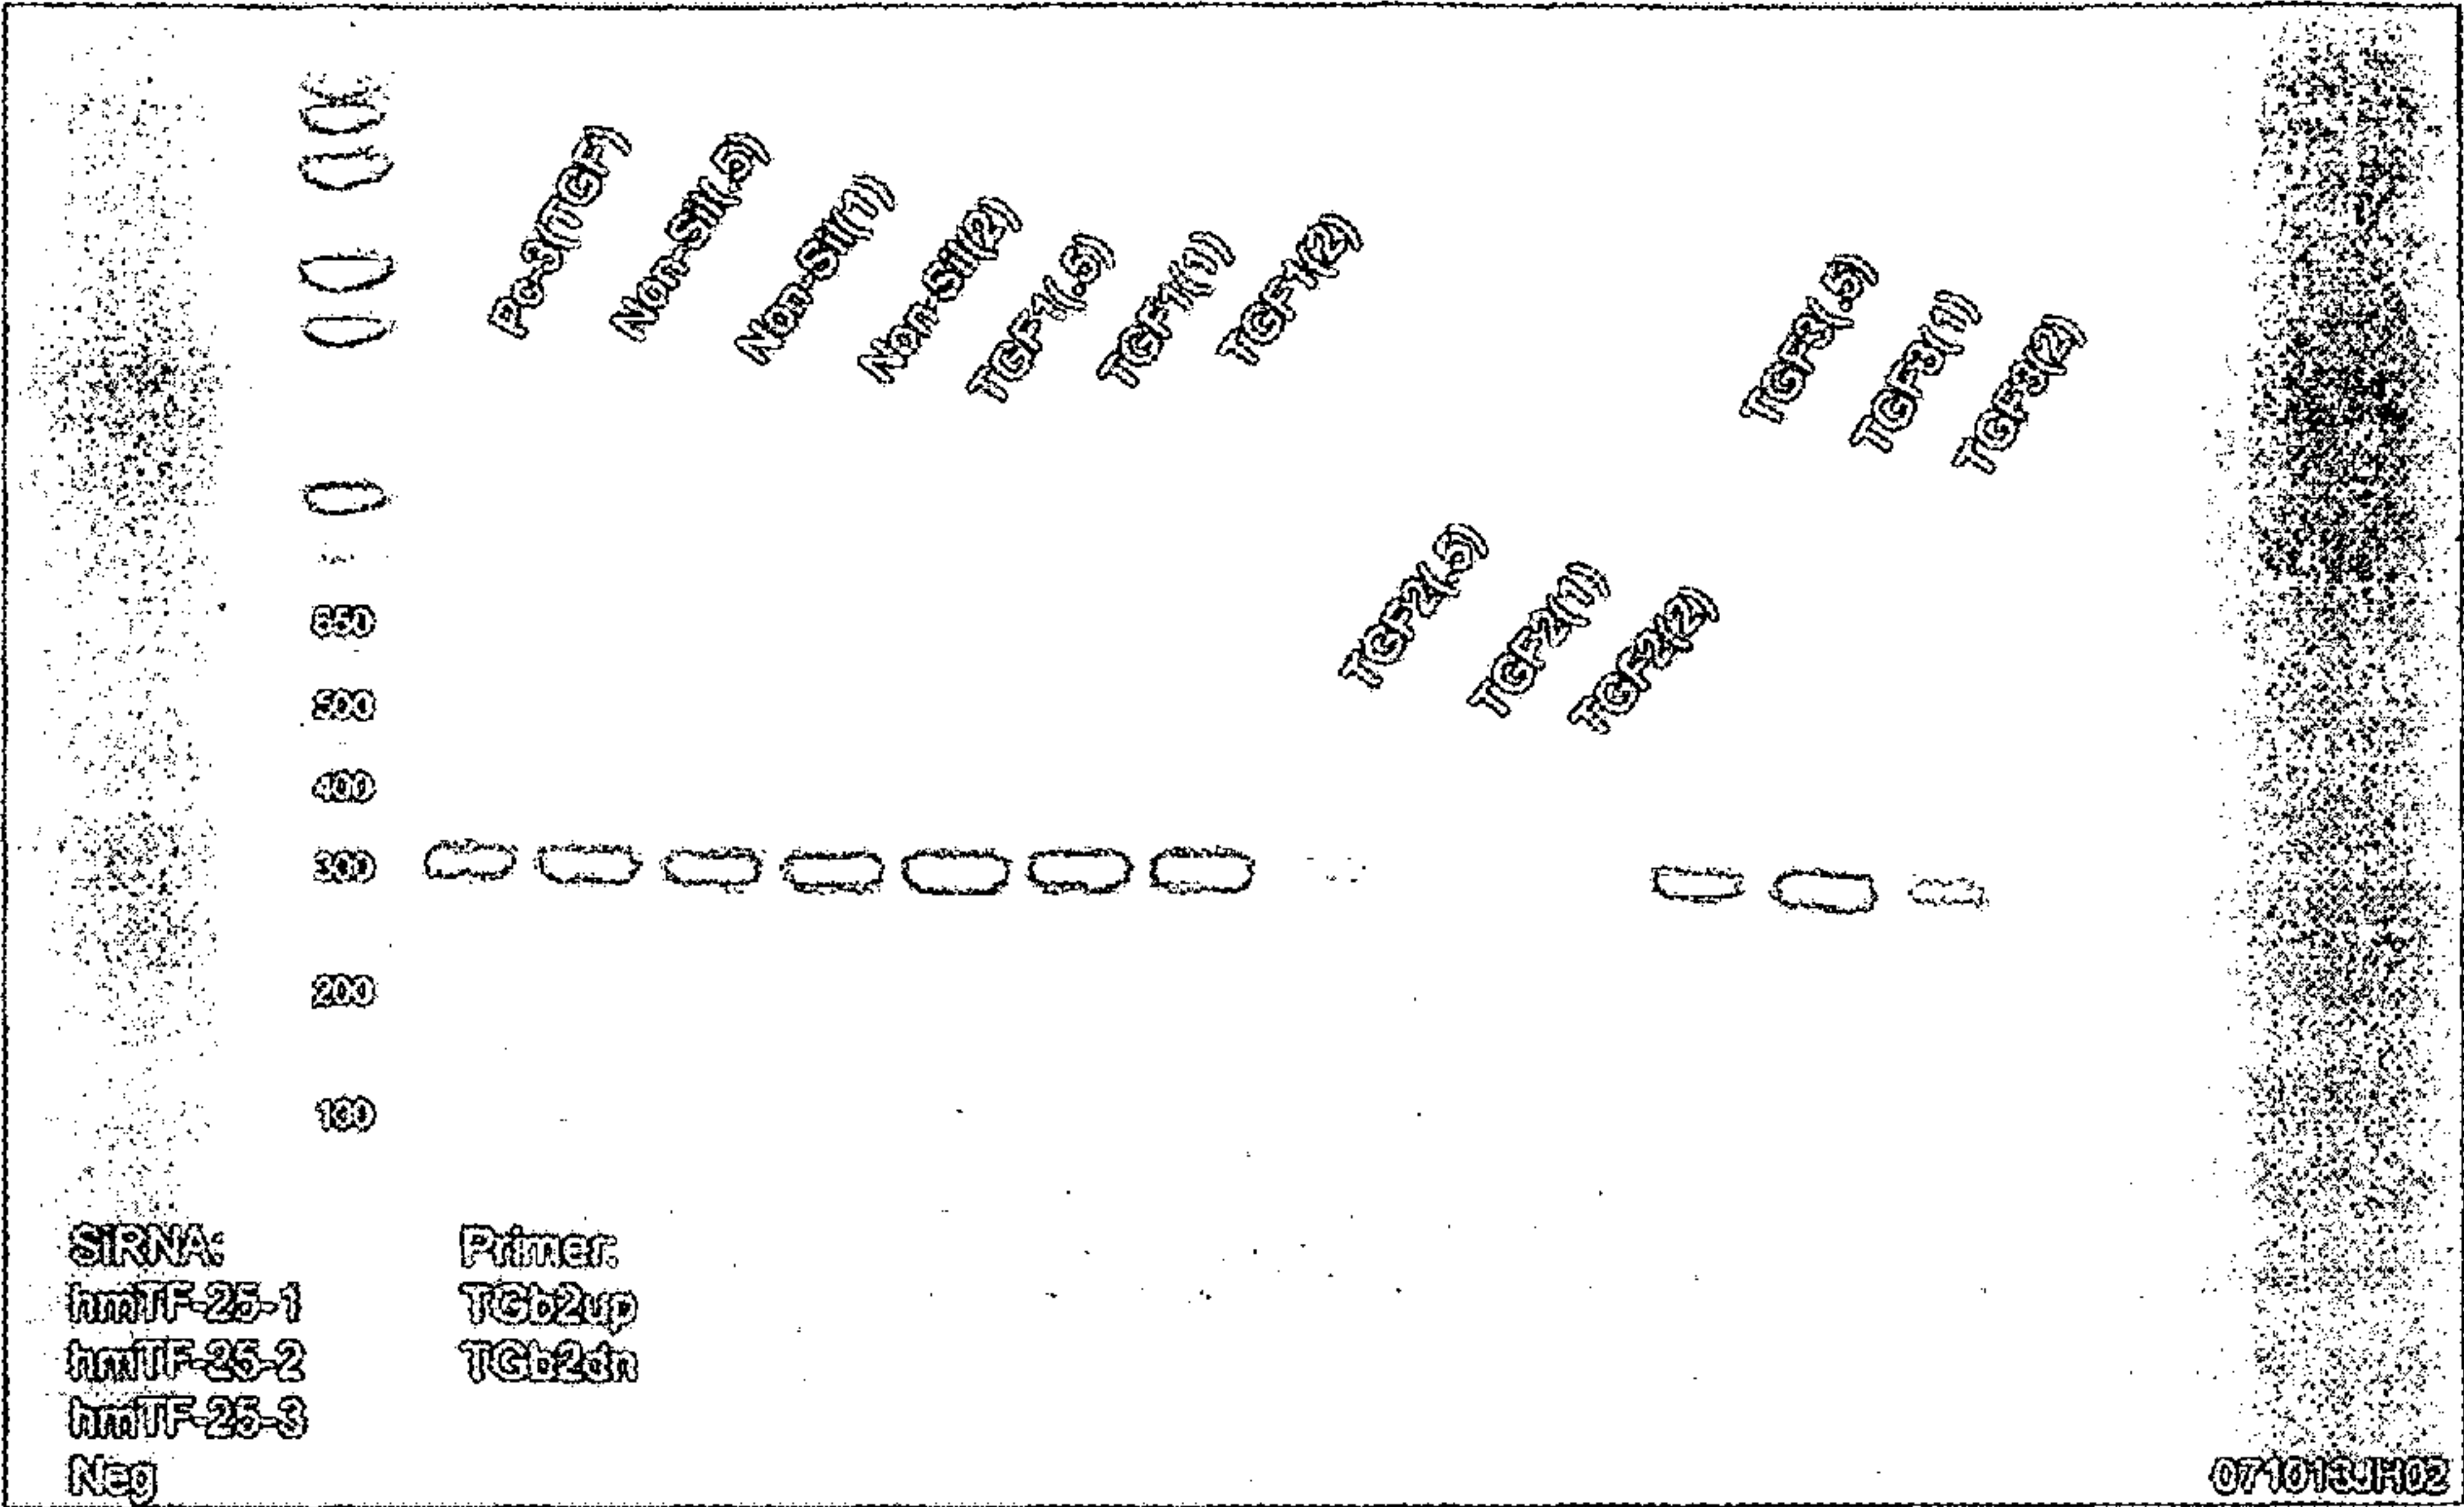 Pc-3(TGF)
Non-Sil(.5)
Non-Sil(1)
Non-Sil(2)
TGF1(.5)
TGF1(1)
TGF1(2)
TGF2(.5)
TGF2(1)
TGF2(2)
TGF3(.5)
TGF3(1)
TGF3(2)
650
500
400
300
200
100
SiRNA:
hmTF-25-1
hmTF-25-2
hmTF-25-3
Neg
Primer:
TGb2up
TGb2dn
071013JH02